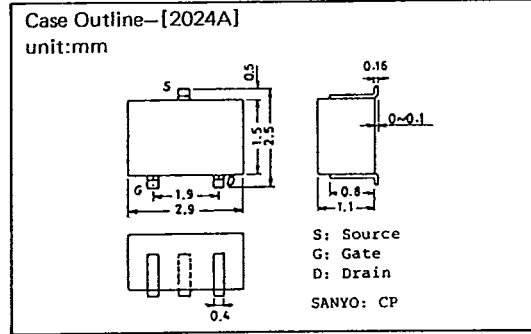 Case Outline—[2024A]
unit:mm
S
0.5
1.5
2.5
G
D
1.9
2.9
0.16
0~0.1
0.8
1.1
0.4
S: Source
G: Gate
D: Drain
SANYO: CP